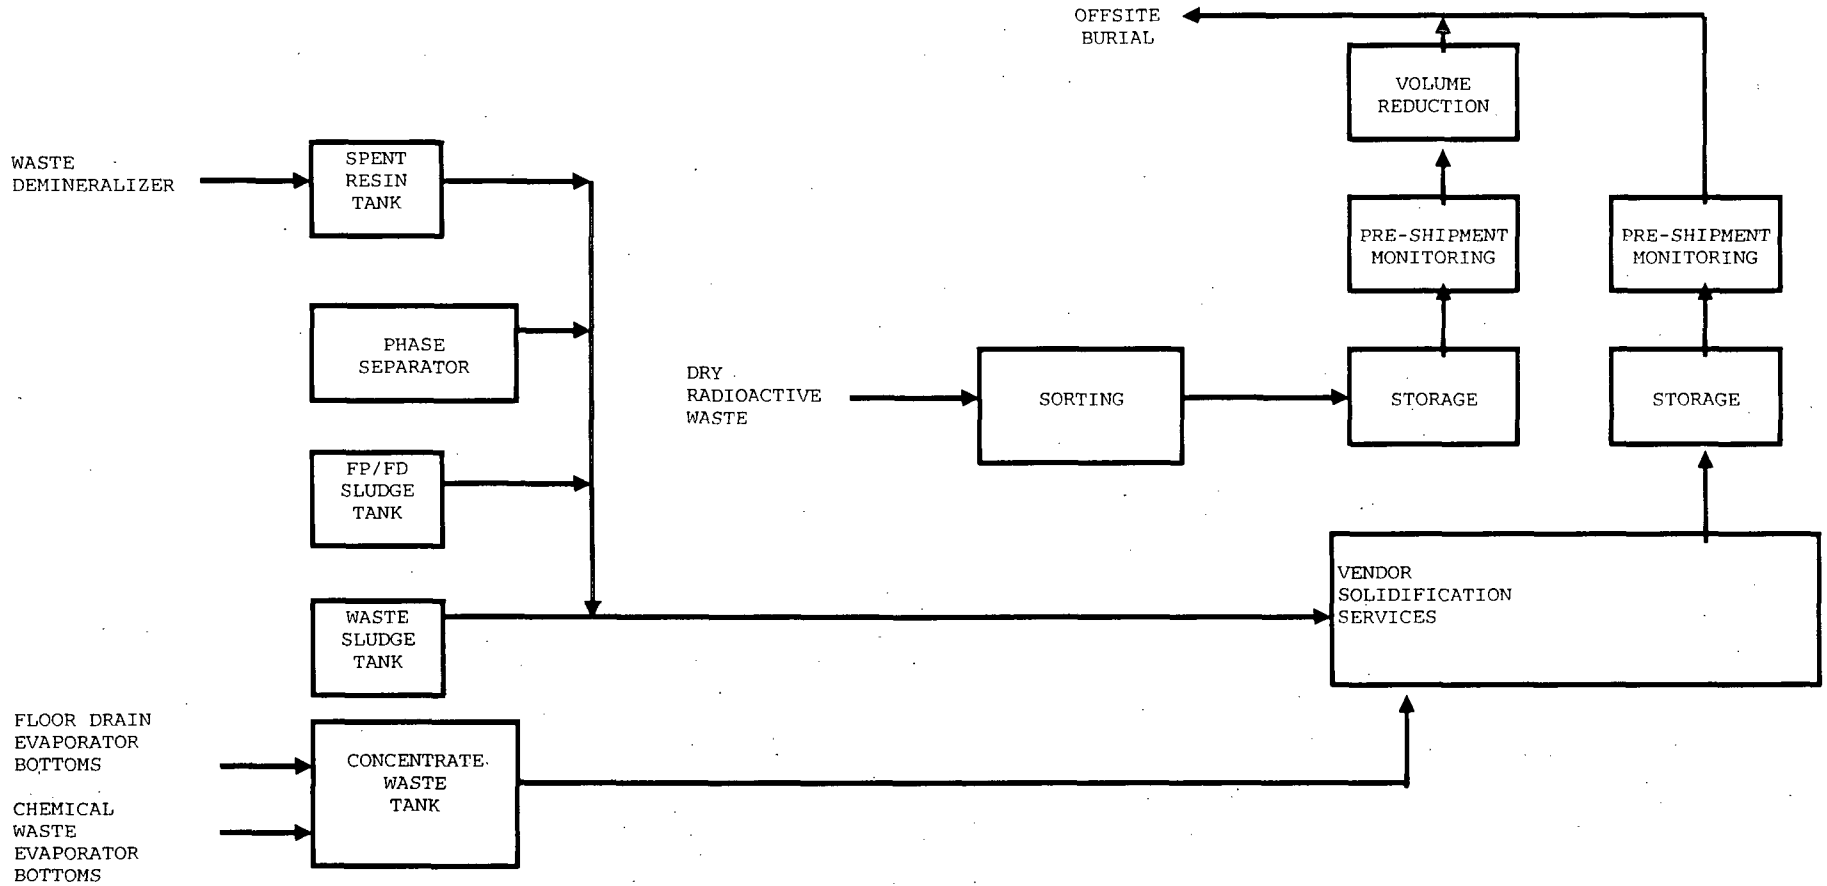 OFFSITE
BURIAL
VOLUME
REDUCTION
WASTE
DEMINERALIZER
SPENT
RESIN
TANK
PRE-SHIPMENT
MONITORING
PRE-SHIPMENT
MONITORING
PHASE
SEPARATOR
DRY
RADIOACTIVE
WASTE
SORTING
STORAGE
STORAGE
FP/FD
SLUDGE
TANK
VENDOR
SOLIDIFICATION
SERVICES
WASTE
SLUDGE
TANK
FLOOR DRAIN
EVAPORATOR
BOTTOMS
CONCENTRATE
WASTE
TANK
CHEMICAL
WASTE
EVAPORATOR
BOTTOMS